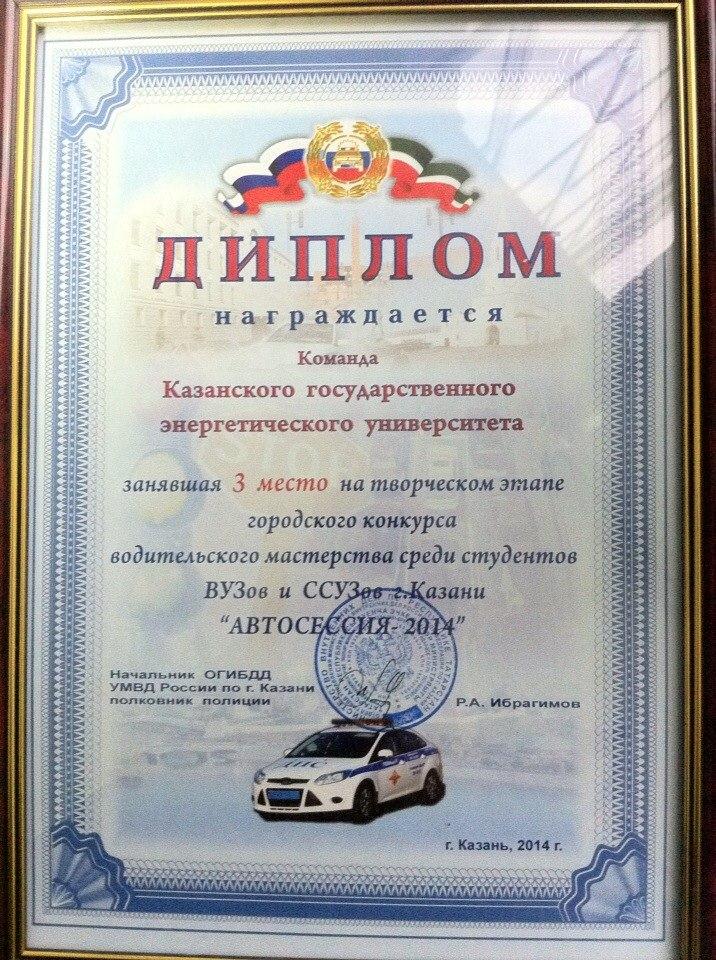 ДИПЛОМ
награждается
Команда
Казанского государственного
энергетического университета
занявшая 3 место на творческом этапе
городского конкурса
водительского мастерства среди студентов
ВУЗов и ССУЗов г.Казани
“АВТОСЕССИЯ- 2014”
Начальник ОГИБДД
УМВД России по г. Казани
полковник полиции
Р.А. Ибрагимов
ДПС
г. Казань, 2014 г.